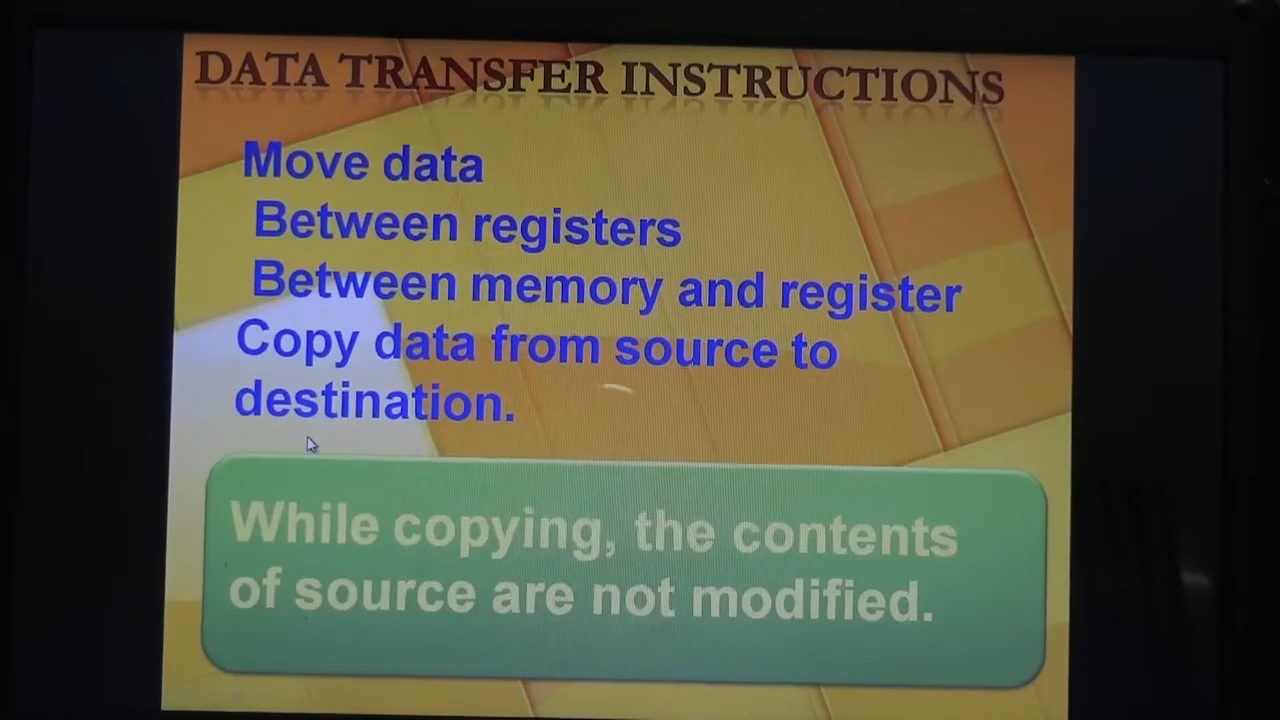 DATA TRANSFER INSTRUCTIONS
Move data
Between registers
Between memory and register
Copy data from source to
destination.
While copying, the contents
of source are not modified.